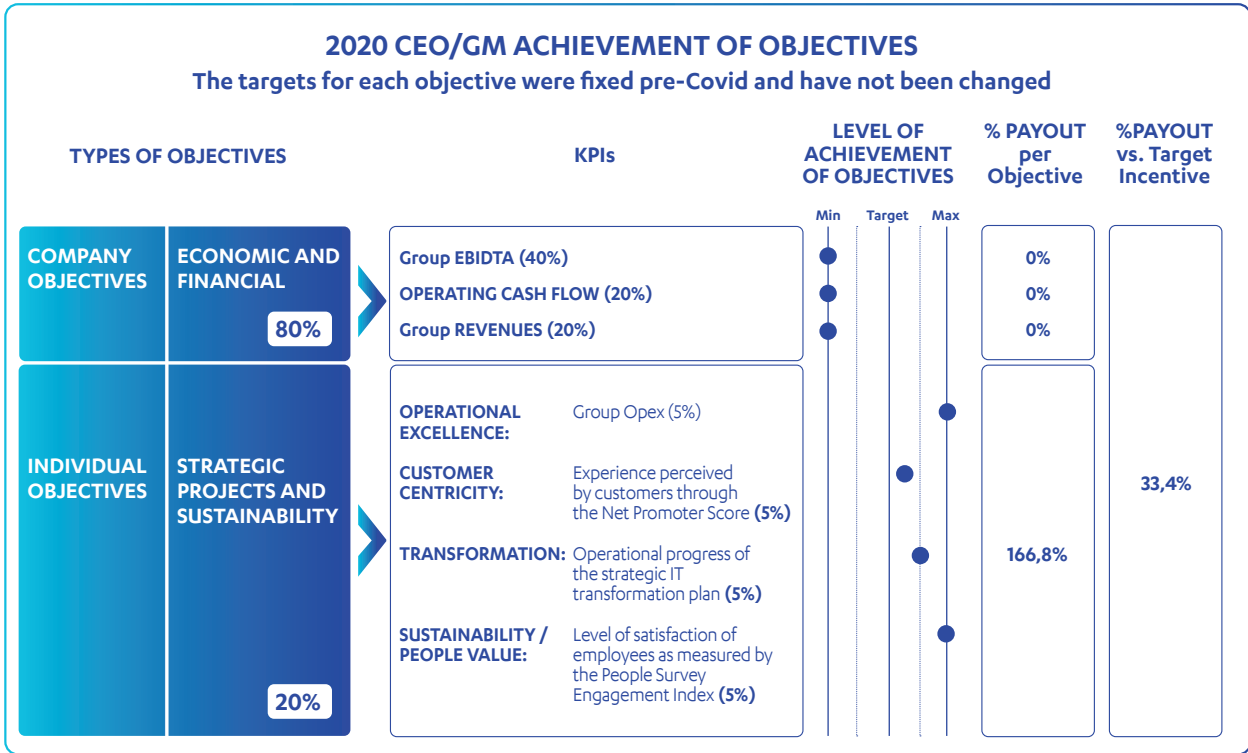 2020 CEO/GM ACHIEVEMENT OF OBJECTIVES
The targets for each objective were fixed pre-Covid and have not been changed
TYPES OF OBJECTIVES
KPIs
LEVEL OF
ACHIEVEMENT
OF OBJECTIVES
% PAYOUT
per
Objective
%PAYOUT
vs. Target
Incentive
Min Target Max
COMPANY
OBJECTIVES
ECONOMIC AND
FINANCIAL
80%
Group EBIDTA (40%)
0%
OPERATING CASH FLOW (20%)
0%
Group REVENUES (20%)
0%
INDIVIDUAL
OBJECTIVES
STRATEGIC
PROJECTS AND
SUSTAINABILITY
20%
OPERATIONAL
EXCELLENCE:
Group Opex (5%)
CUSTOMER
CENTRICITY:
Experience perceived
by customers through
the Net Promoter Score (5%)
TRANSFORMATION:
Operational progress of
the strategic IT
transformation plan (5%)
SUSTAINABILITY /
PEOPLE VALUE:
Level of satisfaction of
employees as measured by
the People Survey
Engagement Index (5%)
166,8%
33,4%